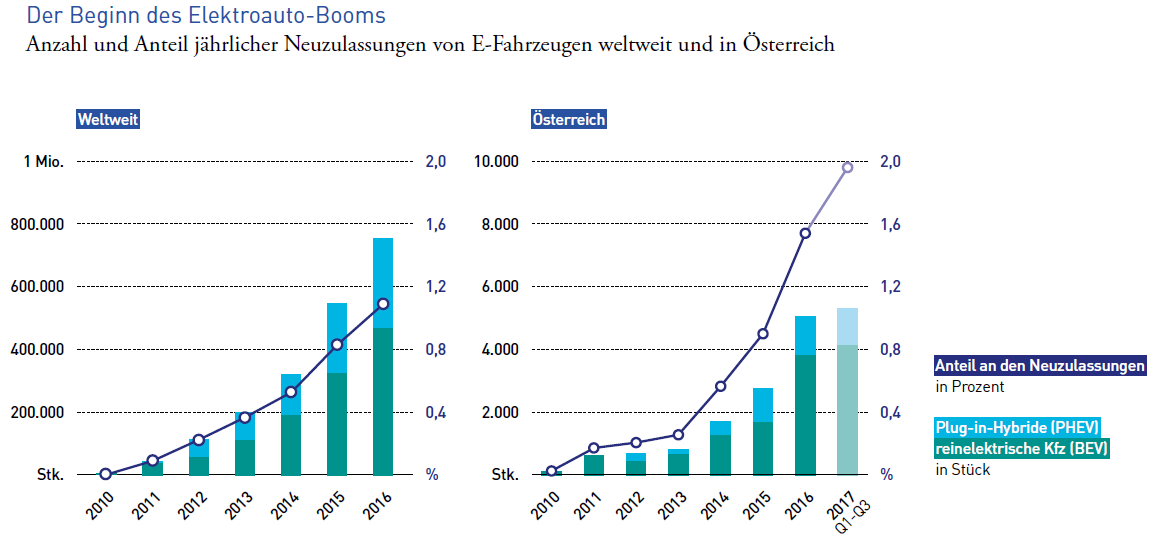 Der Beginn des Elektroauto-Booms
Anzahl und Anteil jährlicher Neuzulassungen von E-Fahrzeugen weltweit und in Österreich
Weltweit
1 Mio.
800.000
600.000
400.000
200.000
Stk.
2,0
1,6
1,2
0,8
0,4
%
2010
2011
2012
2013
2014
2015
2016
Österreich
10.000
8.000
6.000
4.000
2.000
Stk.
2,0
1,6
1,2
0,8
0,4
%
2010
2011
2012
2013
2014
2015
2016
2017
Q1-Q3
Anteil an den Neuzulassungen
in Prozent
Plug-in-Hybride (PHEV)
reinelektrische Kfz (BEV)
in Stück